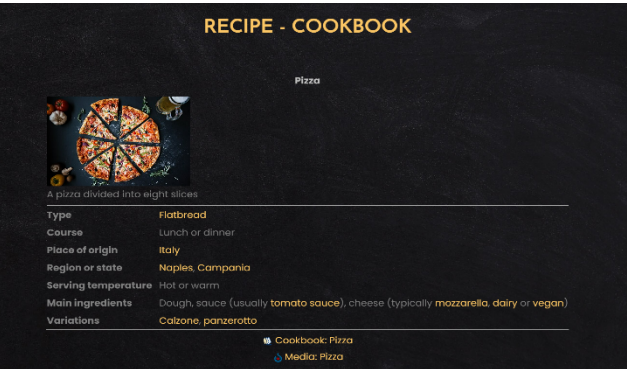 RECIPE - COOKBOOK
Pizza
A pizza divided into eight slices
Type Flatbread
Course Lunch or dinner
Place of origin Italy
Region or state Naples, Campania
Serving temperature Hot or warm
Main ingredients Dough, sauce (usually tomato sauce), cheese (typically mozzarella, dairy or vegan)
Variations Calzone, panzerotto
Cookbook: Pizza
Media: Pizza